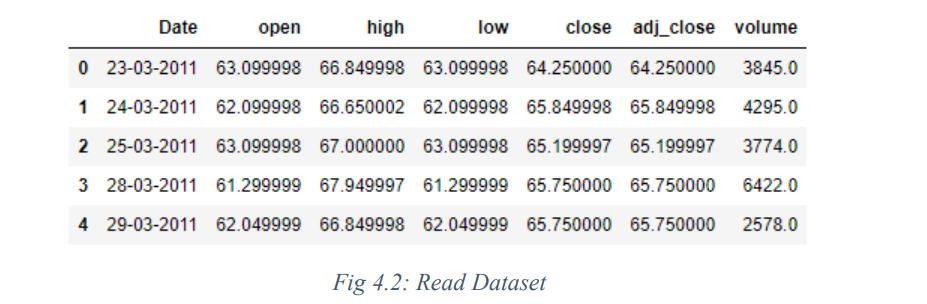 Date open high low close adj_close volume
0 23-03-2011 63.099998 66.849998 63.099998 64.250000 64.250000 3845.0
1 24-03-2011 62.099998 66.650002 62.099998 65.849998 65.849998 4295.0
2 25-03-2011 63.099998 67.000000 63.099998 65.199997 65.199997 3774.0
3 28-03-2011 61.299999 67.949997 61.299999 65.750000 65.750000 6422.0
4 29-03-2011 62.049999 66.849998 62.049999 65.750000 65.750000 2578.0
Fig 4.2: Read Dataset